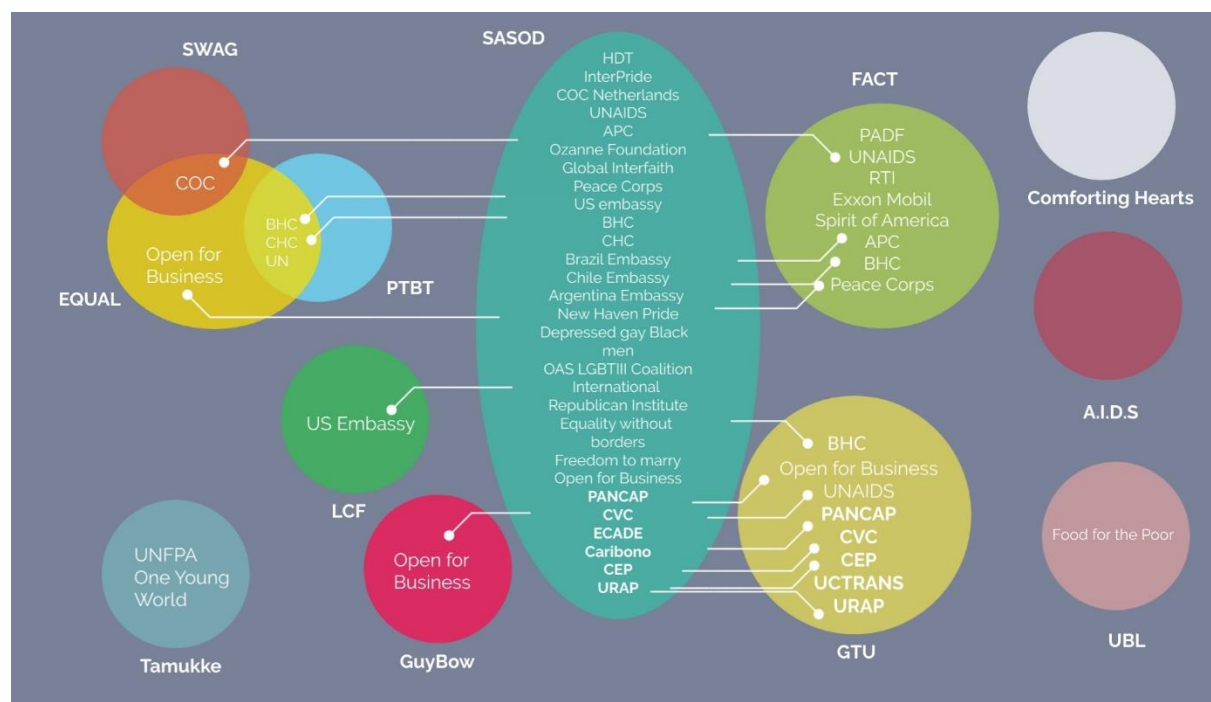 SWAG
COC
BHC
CHC
UN
Open for
Business
EQUAL
PTBT
US Embassy
LCF
UNFPA
One Young
World
Tamukke
Open for
Business
GuyBow
SASOD
HDT
InterPride
COC Netherlands
UNAIDS
APC
Ozanne Foundation
Global Interfaith
Peace Corps
US embassy
BHC
CHC
Brazil Embassy
Chile Embassy
Argentina Embassy
New Haven Pride
Depressed gay Black
men
OAS LGBTIII Coalition
International
Republican Institute
Equality without
borders
Freedom to marry
Open for Business
PANCAP
CVC
ECADE
Caribono
CEP
URAP
FACT
PADF
UNAIDS
RTI
Exxon Mobil
Spirit of America
APC
BHC
Peace Corps
BHC
Open for Business
UNAIDS
PANCAP
CVC
CEP
UCTRANS
URAP
GTU
Comforting Hearts
A.I.D.S
Food for the Poor
UBL